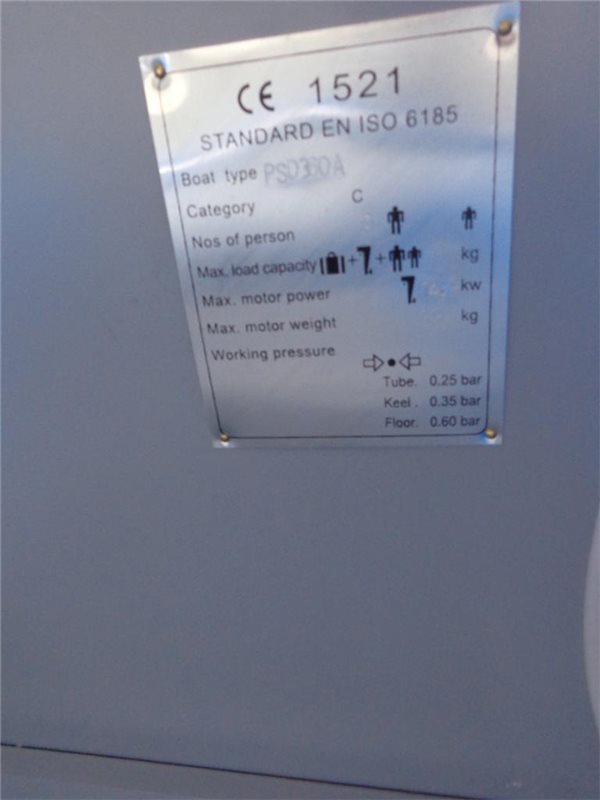 CE 1521
STANDARD EN ISO 6185
Boat type PSD360A
Category C
Nos of person
Max. load capacity + + kg
Max. motor power kw
Max. motor weight kg
Working pressure
Tube. 0.25 bar
Keel. 0.35 bar
Floor. 0.60 bar